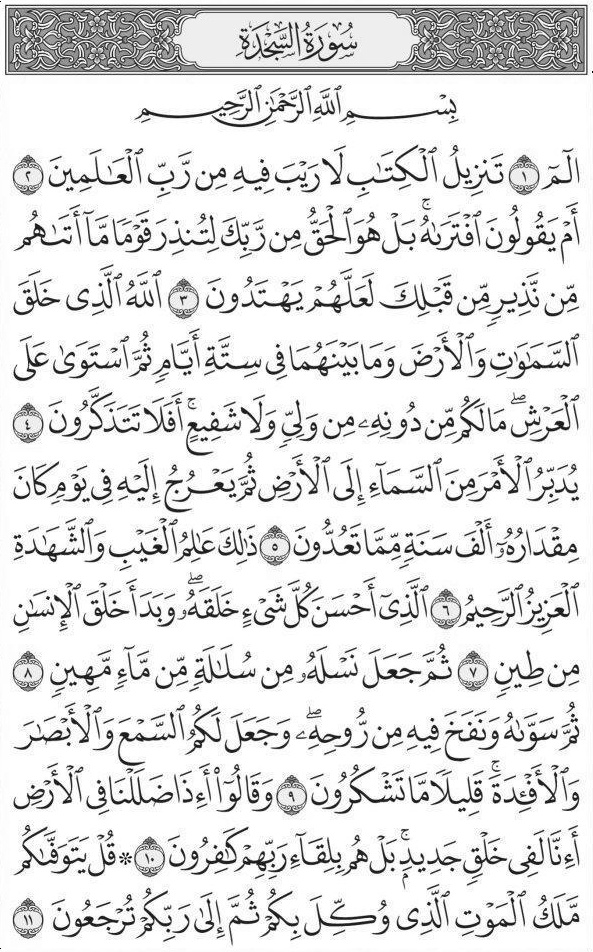 سُورَةُ السَّجْدَةِ
بِسْمِ ٱللَّهِ ٱلرَّحْمَٰنِ ٱلرَّحِيمِ
الٓمٓ ١ تَنزِيلُ ٱلْكِتَٰبِ لَا رَيْبَ فِيهِ مِن رَّبِّ ٱلْعَٰلَمِينَ ٢
أَمْ يَقُولُونَ ٱفْتَرَىٰهُۚ بَلْ هُوَ ٱلْحَقُّ مِن رَّبِّكَ لِتُنذِرَ قَوْمًا مَّآ أَتَىٰهُم
مِّن نَّذِيرٍ مِّن قَبْلِكَ لَعَلَّهُمْ يَهْتَدُونَ ٣ ٱللَّهُ ٱلَّذِى خَلَقَ
ٱلسَّمَٰوَٰتِ وَٱلْأَرْضَ وَمَا بَيْنَهُمَا فِى سِتَّةِ أَيَّامٍ ثُمَّ ٱسْتَوَىٰ عَلَى
ٱلْعَرْشِۖ مَا لَكُم مِّن دُونِهِۦ مِن وَلِىٍّ وَلَا شَفِيعٍۚ أَفَلَا تَتَذَكَّرُونَ ٤
يُدَبِّرُ ٱلْأَمْرَ مِنَ ٱلسَّمَآءِ إِلَى ٱلْأَرْضِ ثُمَّ يَعْرُجُ إِلَيْهِ فِى يَوْمٍ كَانَ
مِقْدَارُهُۥٓ أَلْفَ سَنَةٍ مِّمَّا تَعُدُّونَ ٥ ذَٰلِكَ عَٰلِمُ ٱلْغَيْبِ وَٱلشَّهَٰدَةِ
ٱلْعَزِيزُ ٱلرَّحِيمُ ٦ ٱلَّذِىٓ أَحْسَنَ كُلَّ شَىْءٍ خَلَقَهُۥۖ وَبَدَأَ خَلْقَ ٱلْإِنسَٰنِ
مِن طِينٍ ٧ ثُمَّ جَعَلَ نَسْلَهُۥ مِن سُلَٰلَةٍ مِّن مَّآءٍ مَّهِينٍ ٨
ثُمَّ سَوَّىٰهُ وَنَفَخَ فِيهِ مِن رُّوحِهِۦۖ وَجَعَلَ لَكُمُ ٱلسَّمْعَ وَٱلْأَبْصَٰرَ
وَٱلْأَفْـِٔدَةَۚ قَلِيلًا مَّا تَشْكُرُونَ ٩ وَقَالُوٓا۟ أَءِذَا ضَلَلْنَا فِى ٱلْأَرْضِ
أَءِنَّا لَفِى خَلْقٍ جَدِيدٍۭۚ بَلْ هُم بِلِقَآءِ رَبِّهِمْ كَٰفِرُونَ ١٠ * قُلْ يَتَوَفَّىٰكُم
مَّلَكُ ٱلْمَوْتِ ٱلَّذِى وُكِّلَ بِكُمْ ثُمَّ إِلَىٰ رَبِّكُمْ تُرْجَعُونَ ١١